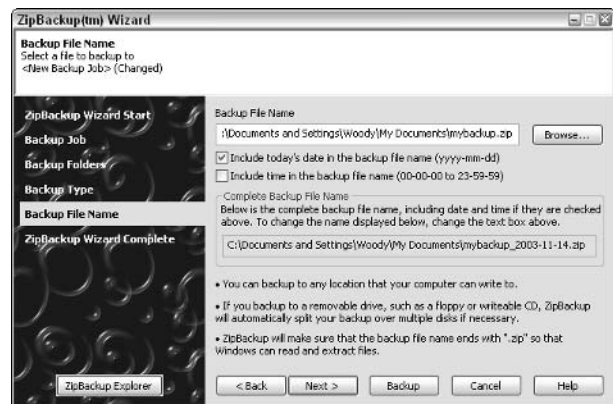 ZipBackup(tm) Wizard
Backup File Name
Select a file to backup to
<New Backup Job> (Changed)
ZipBackup Wizard Start
Backup Job
Backup Folders
Backup Type
Backup File Name
ZipBackup Wizard Complete
ZipBackup Explorer
Backup File Name
:\Documents and Settings\Woody\My Documents\mybackup.zip
Browse...
Include today's date in the backup file name (yyyy-mm-dd)
Include time in the backup file name (00-00-00 to 23-59-59)
Complete Backup File Name
Below is the complete backup file name, including date and time if they are checked
above. To change the name displayed below, change the text box above.
C:\Documents and Settings\Woody\My Documents\mybackup_2003-11-14.zip
• You can backup to any location that your computer can write to.
• If you backup to a removable drive, such as a floppy or writeable CD, ZipBackup
will automatically split your backup over multiple disks if necessary.
• ZipBackup will make sure that the backup file name ends with ".zip" so that
Windows can read and extract files.
< Back
Next >
Backup
Cancel
Help